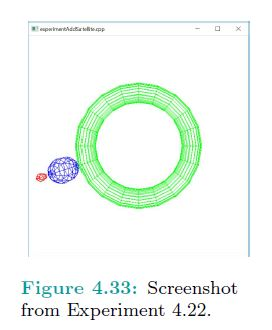 experimentAddSatellite.cpp
Figure 4.33: Screenshot
from Experiment 4.22.